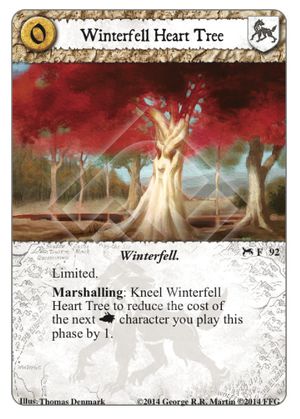 0
Winterfell Heart Tree
Winterfell.
F 92
Limited.
Marshalling: Kneel Winterfell
Heart Tree to reduce the cost of
the next character you play this
phase by 1.
Illus: Thomas Denmark
©2014 George R.R. Martin ©2014 FFG